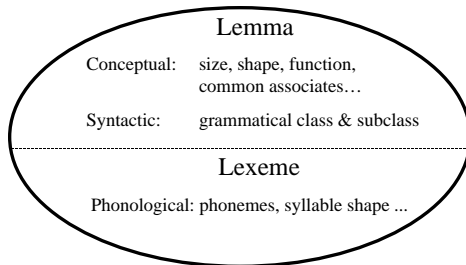 Lemma
Conceptual: size, shape, function,
common associates…
Syntactic: grammatical class & subclass
Lexeme
Phonological: phonemes, syllable shape ...